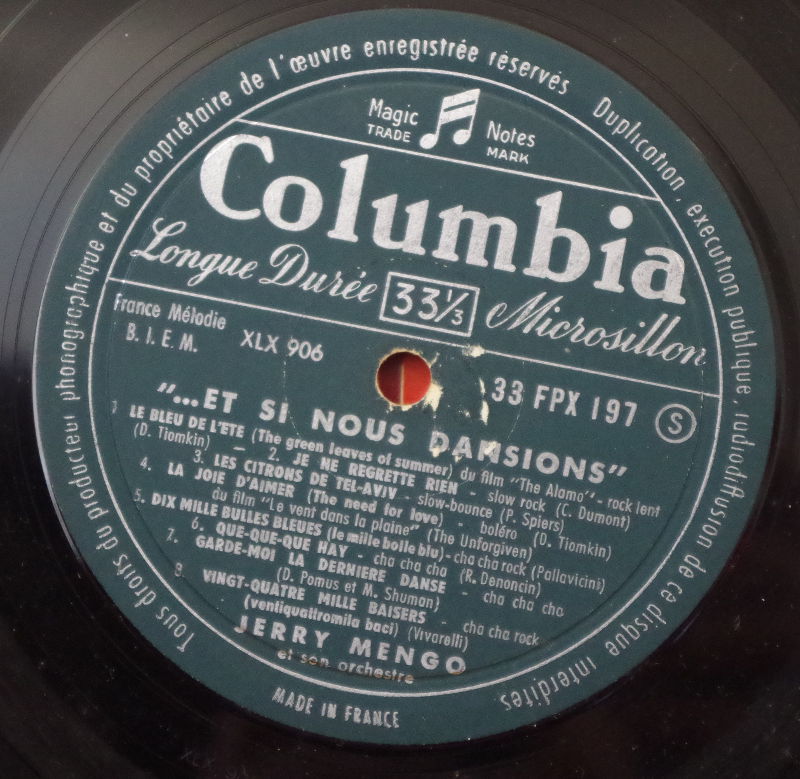 Tous droits du producteur phonographique et du propriétaire de l'œuvre enregistrée réservés Duplication, execution publique, radiodiffusion de ce disque interdites
Magic Notes
TRADE MARK
Columbia
Longue Durée 33⅓ Microsillon
France Mélodie
B. I. E. M. XLX 906
33 FPX 197 S
"...ET SI NOUS DANSIONS"
1 LE BLEU DE L'ETE (The green leaves of summer) du film "The Alamo" - rock lent
(D. Tiomkin) - 2. JE NE REGRETTE RIEN - slow rock (C. Dumont)
3. LES CITRONS DE TEL-AVIV - slow-bounce (P. Spiers)
4. LA JOIE D'AIMER (The need for love) - boléro (D. Tiomkin)
du film "Le vent dans la plaine" (The Unforgiven)
5. DIX MILLE BULLES BLEUES (le mille bolle blu) - cha cha rock (Pallavicini)
6. QUE-QUE-QUE HAY - cha cha cha (R. Denoncin)
7. GARDE-MOI LA DERNIERE DANSE - cha cha cha
(D. Pomus et M. Shuman)
8 VINGT-QUATRE MILLE BAISERS - cha cha rock
(ventiquattromila baci) (Vivarelli)
JERRY MENGO
et son orchestre
MADE IN FRANCE